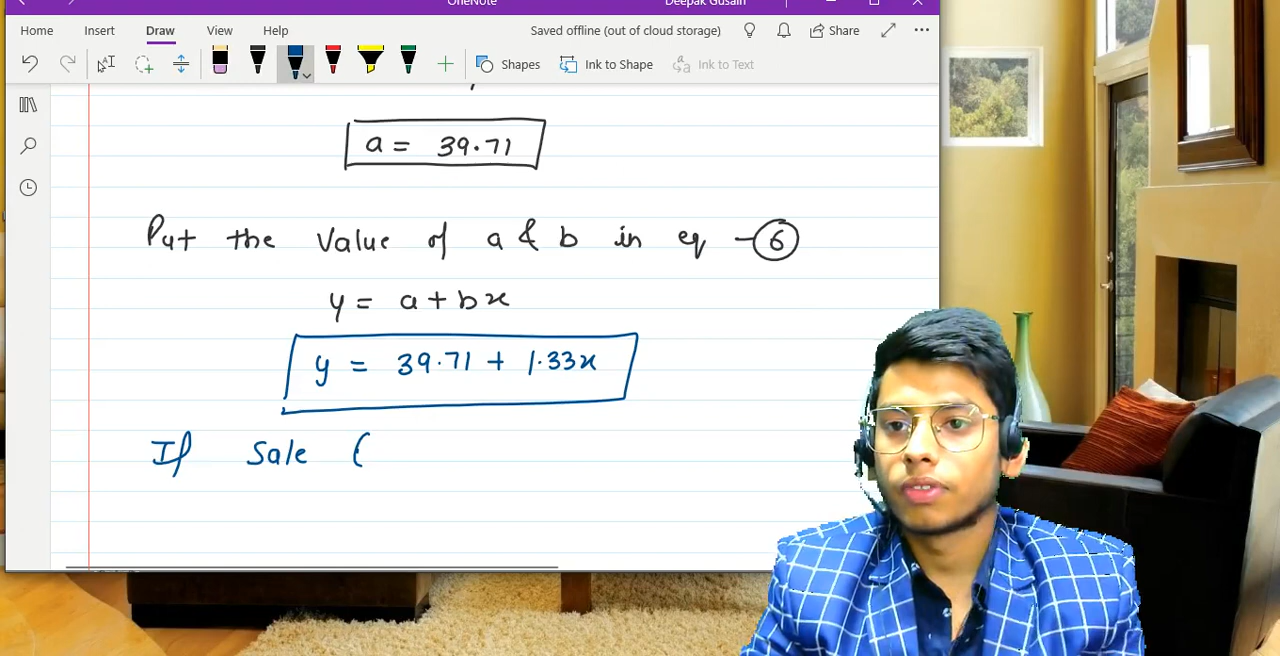 OneNote
Deepak Gusain
Home Insert Draw View Help Saved offline (out of cloud storage) Share
Shapes Ink to Shape Ink to Text
a = 39.71
Put the Value of a & b in eq - 6
y = a + bx
y = 39.71 + 1.33x
If Sale (